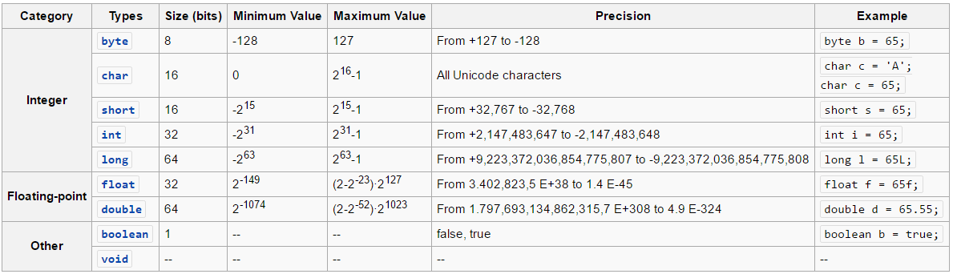 Category Types Size (bits) Minimum Value Maximum Value Precision Example
byte 8 -128 127 From +127 to -128 byte b = 65;
char 16 0 2^16-1 All Unicode characters char c = 'A';
char c = 65;
Integer short 16 -2^15 2^15-1 From +32,767 to -32,768 short s = 65;
int 32 -2^31 2^31-1 From +2,147,483,647 to -2,147,483,648 int i = 65;
long 64 -2^63 2^63-1 From +9,223,372,036,854,775,807 to -9,223,372,036,854,775,808 long l = 65L;
Floating-point float 32 2^-149 (2-2^-23)·2^127 From 3.402,823,5 E+38 to 1.4 E-45 float f = 65f;
double 64 2^-1074 (2-2^-52)·2^1023 From 1.797,693,134,862,315,7 E+308 to 4.9 E-324 double d = 65.55;
Other boolean 1 -- -- false, true boolean b = true;
void -- -- -- -- --